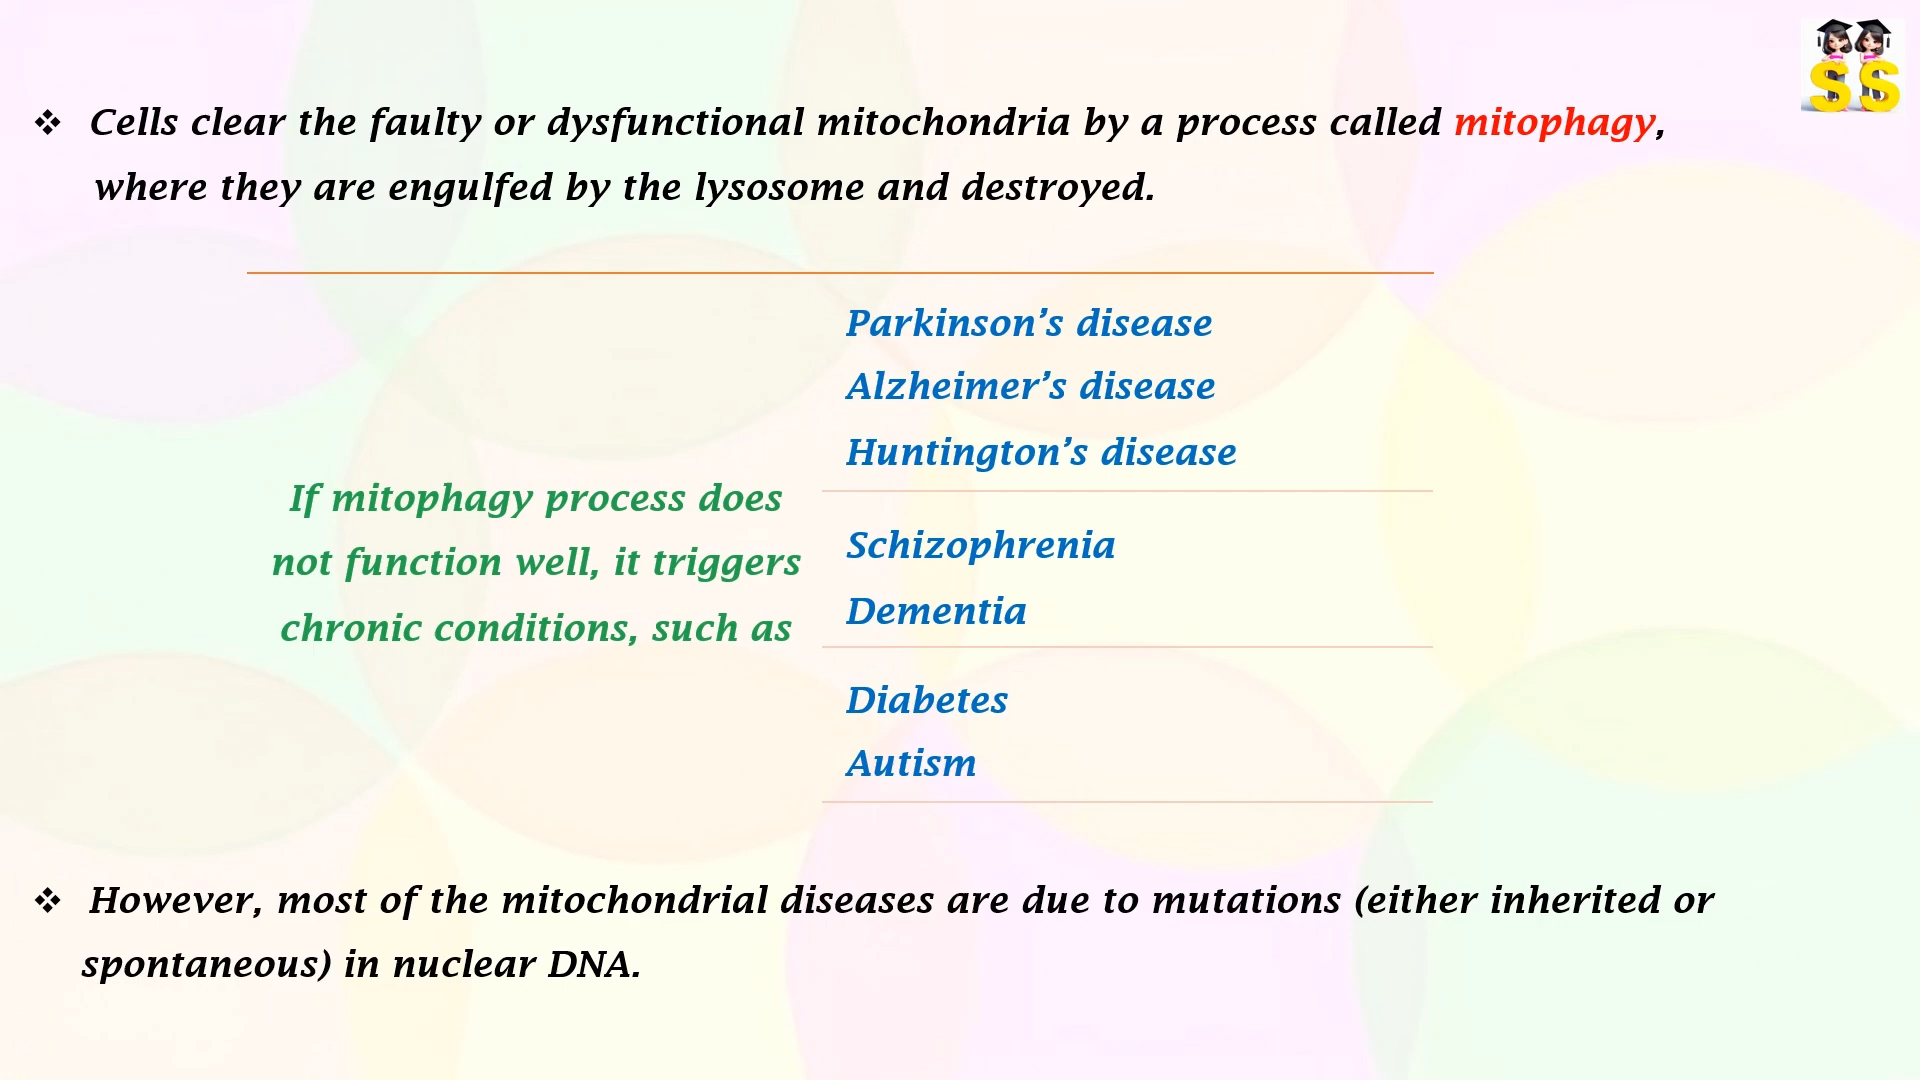 ❖ Cells clear the faulty or dysfunctional mitochondria by a process called mitophagy,
where they are engulfed by the lysosome and destroyed.
If mitophagy process does
not function well, it triggers
chronic conditions, such as
Parkinson’s disease
Alzheimer’s disease
Huntington’s disease
Schizophrenia
Dementia
Diabetes
Autism
❖ However, most of the mitochondrial diseases are due to mutations (either inherited or
spontaneous) in nuclear DNA.
SS